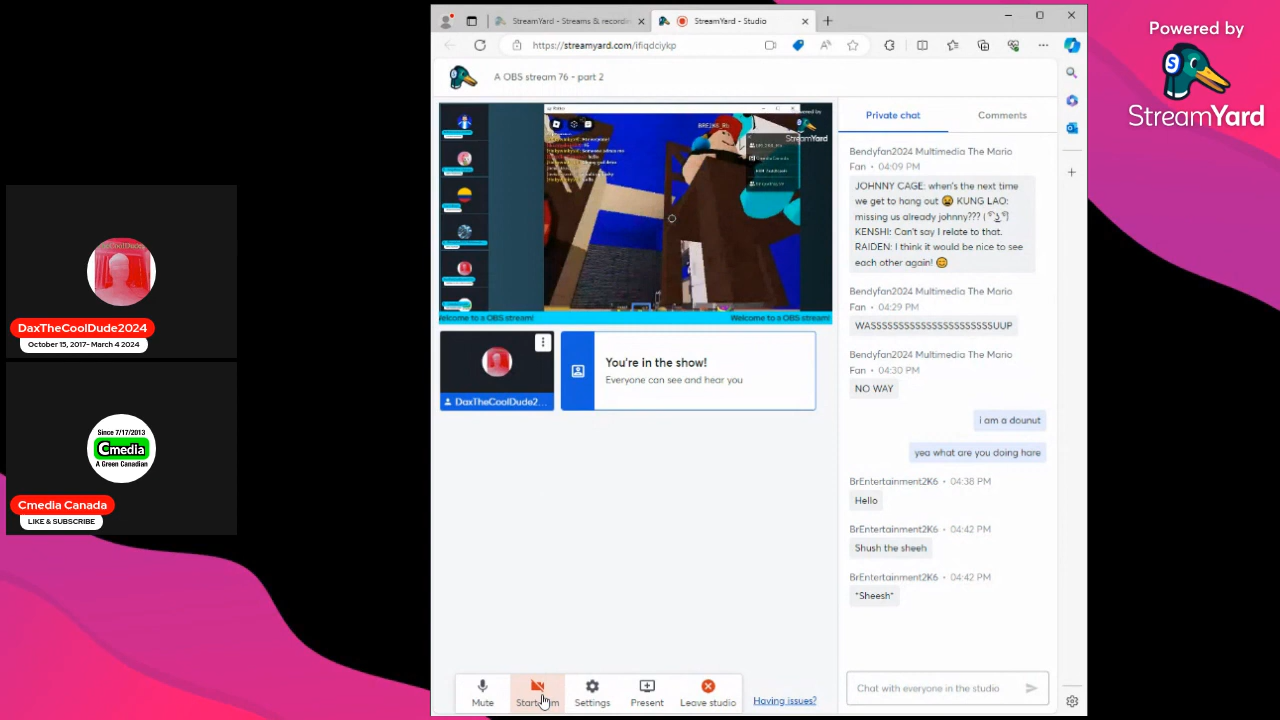 StreamYard - Streams & recordin
StreamYard - Studio
https://streamyard.com/ifiqdciykp
A OBS stream 76 - part 2
Powered by
StreamYard
StreamYard
Welcome to a OBS stream!
Welcome to a OBS stream!
DaxTheCoolDude2024
October 15, 2017- March 4 2024
Since 7/17/2013
Cmedia
A Green Canadian
Cmedia Canada
LIKE & SUBSCRIBE
DaxTheCoolDude2...
You're in the show!
Everyone can see and hear you
Private chat
Comments
Bendyfan2024 Multimedia The Mario
Fan • 04:09 PM
JOHNNY CAGE: when's the next time
we get to hang out 😫 KUNG LAO:
missing us already johnny??? ( ͡° ͜ʖ ͡°)
KENSHI: Can't say I relate to that.
RAIDEN: I think it would be nice to see
each other again! 😊
Bendyfan2024 Multimedia The Mario
Fan • 04:29 PM
WASSSSSSSSSSSSSSSSSSSSSSUUP
Bendyfan2024 Multimedia The Mario
Fan • 04:30 PM
NO WAY
i am a dounut
yea what are you doing hare
BrEntertainment2K6 • 04:38 PM
Hello
BrEntertainment2K6 • 04:42 PM
Shush the sheeh
BrEntertainment2K6 • 04:42 PM
*Sheesh*
Chat with everyone in the studio
Mute
Settings
Present
Leave studio
Having issues?